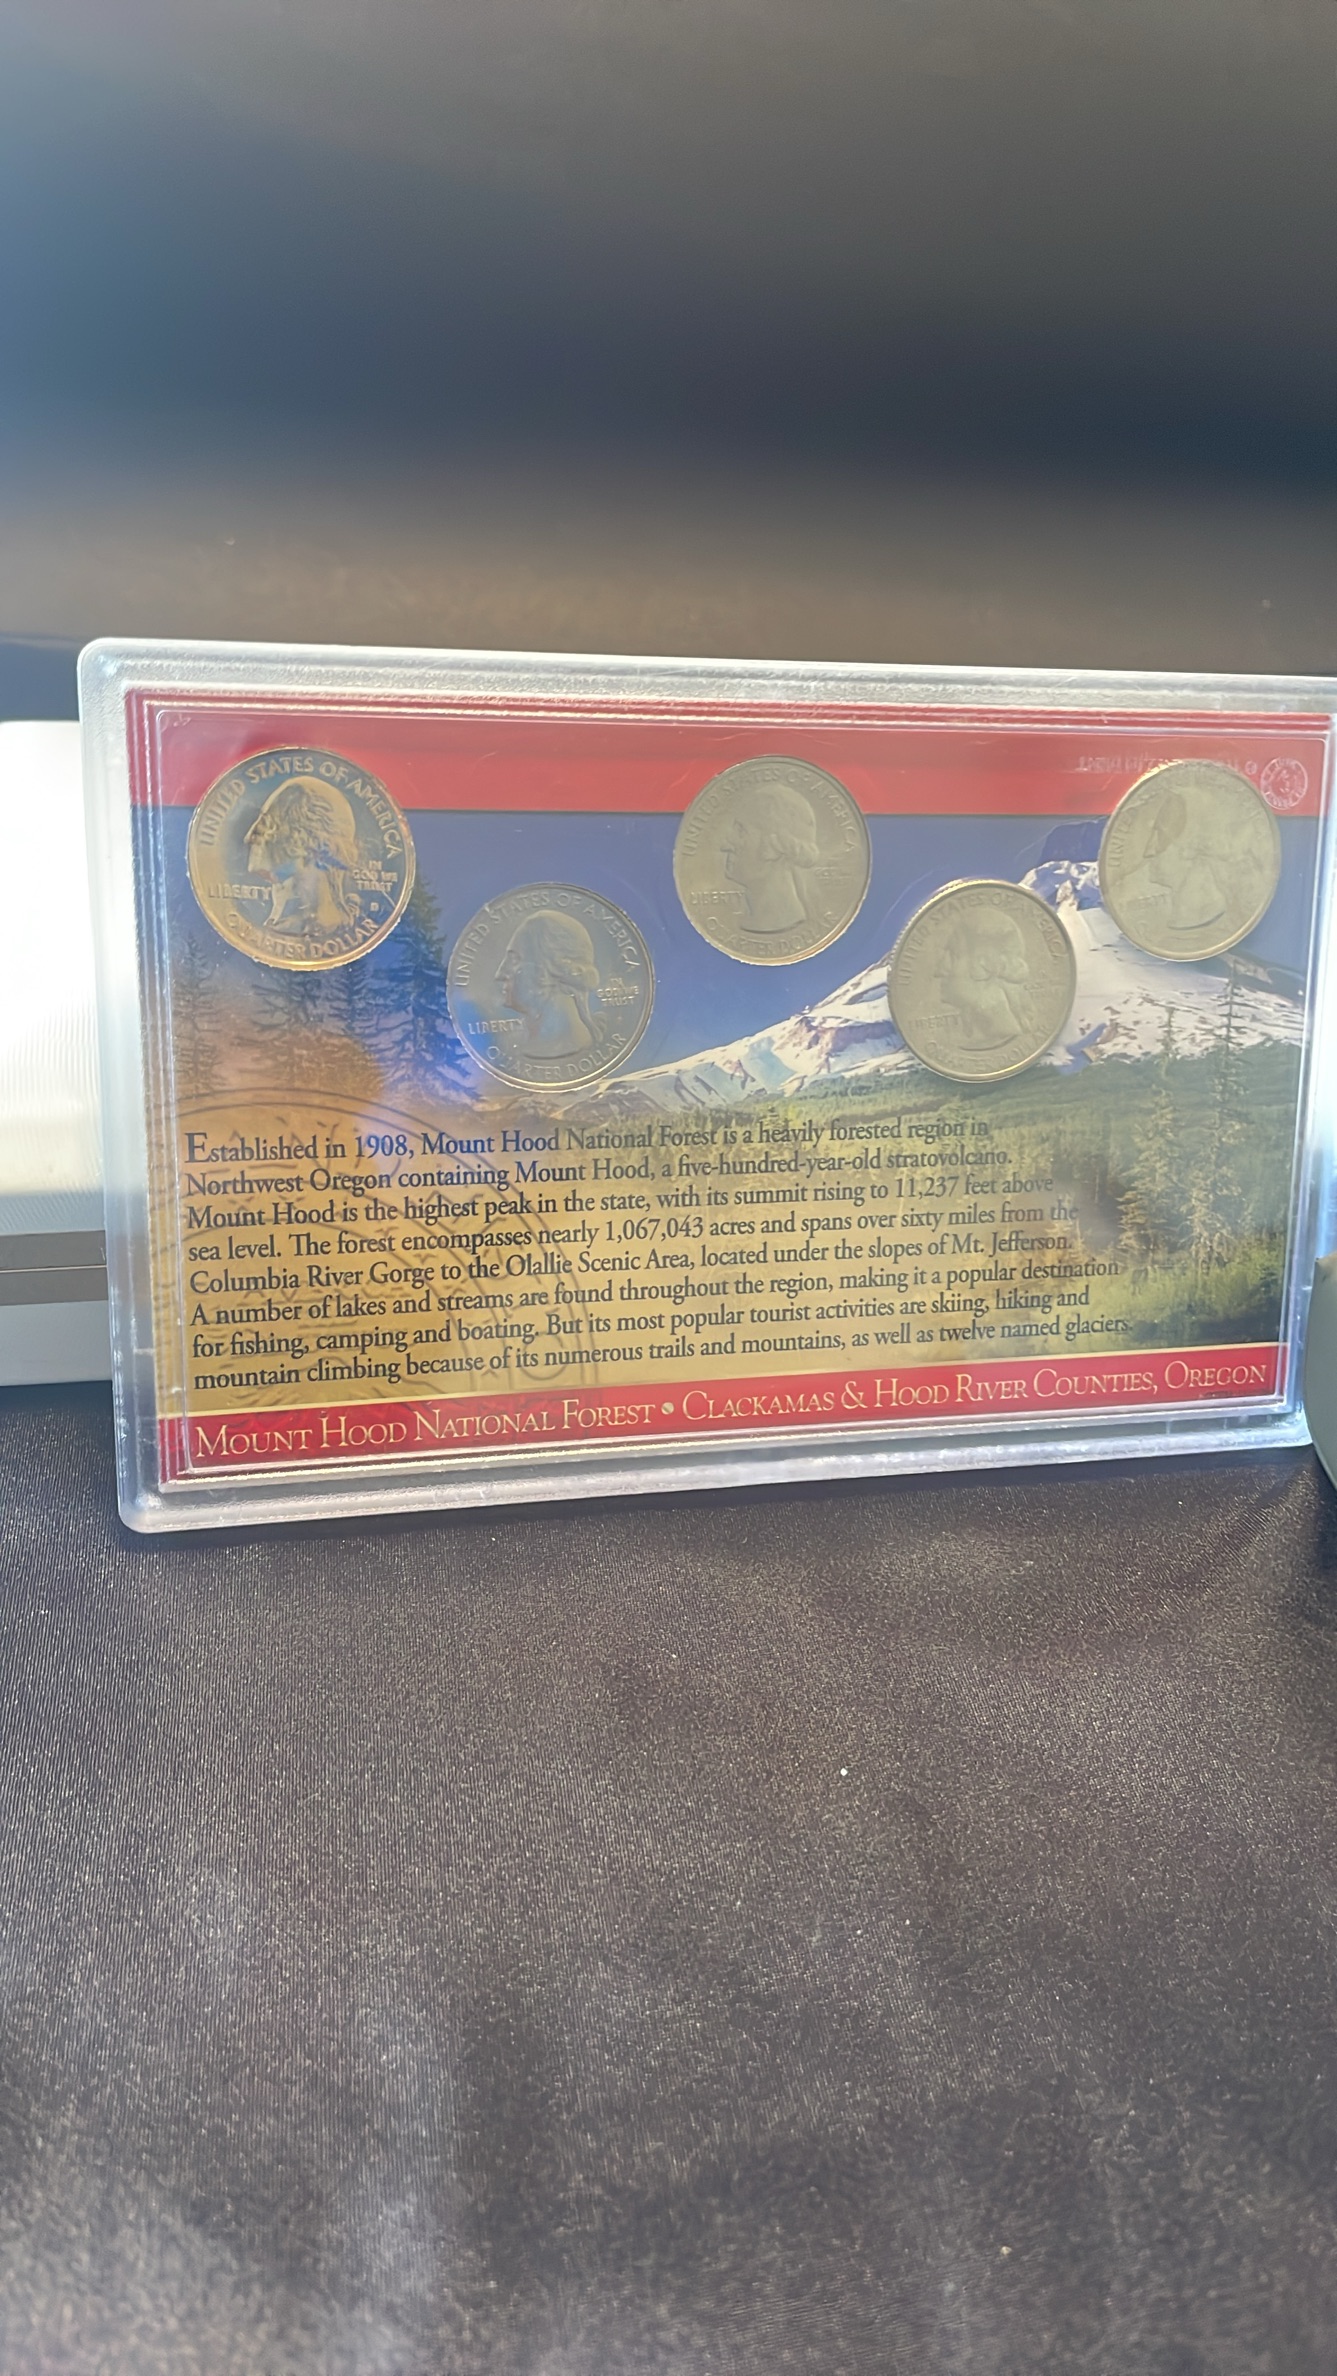 UNITED STATES OF AMERICA
LIBERTY
IN
GOD WE
TRUST
D
QUARTER DOLLAR
UNITED STATES OF AMERICA
LIBERTY
IN
GOD WE
TRUST
QUARTER DOLLAR
UNITED STATES OF AMERICA
LIBERTY
QUARTER DOLLAR
UNITED STATES OF AMERICA
LIBERTY
QUARTER DOLLAR
UNITED
LIBERTY
Established in 1908, Mount Hood National Forest is a heavily forested region in
Northwest Oregon containing Mount Hood, a five-hundred-year-old stratovolcano.
Mount Hood is the highest peak in the state, with its summit rising to 11,237 feet above
sea level. The forest encompasses nearly 1,067,043 acres and spans over sixty miles from the
Columbia River Gorge to the Olallie Scenic Area, located under the slopes of Mt. Jefferson.
A number of lakes and streams are found throughout the region, making it a popular destination
for fishing, camping and boating. But its most popular tourist activities are skiing, hiking and
mountain climbing because of its numerous trails and mountains, as well as twelve named glaciers.
MOUNT HOOD NATIONAL FOREST • CLACKAMAS & HOOD RIVER COUNTIES, OREGON